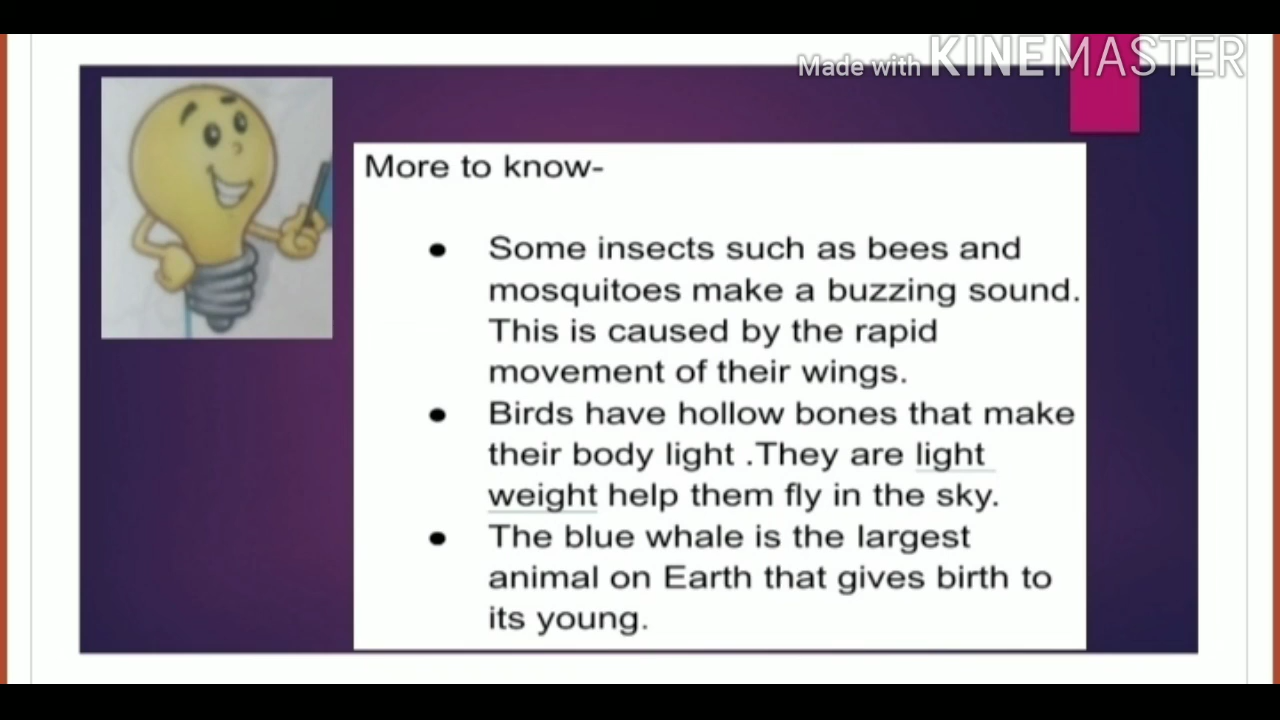 Made with KINEMASTER
More to know-
● Some insects such as bees and
mosquitoes make a buzzing sound.
This is caused by the rapid
movement of their wings.
● Birds have hollow bones that make
their body light .They are light
weight help them fly in the sky.
● The blue whale is the largest
animal on Earth that gives birth to
its young.